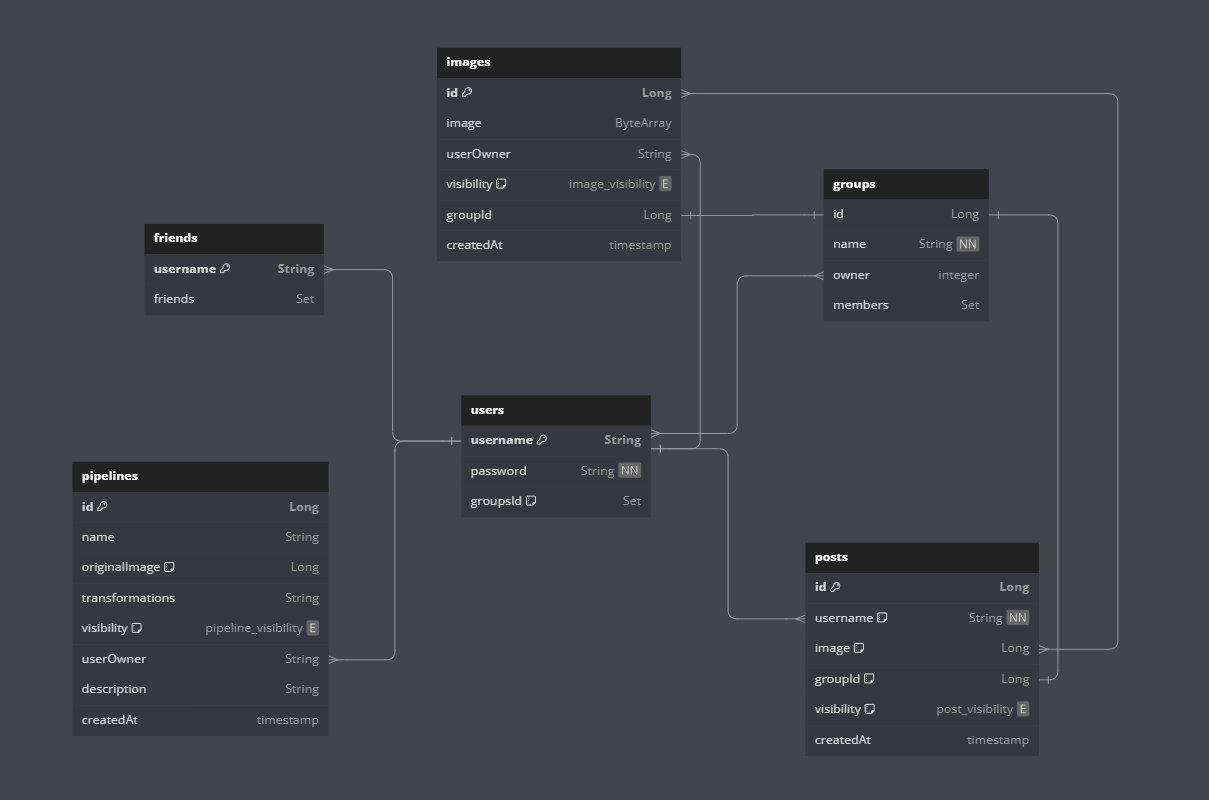 images
id Long
image ByteArray
userOwner String
visibility image_visibility E
groupId Long
createdAt timestamp
groups
id Long
name String NN
owner integer
members Set
friends
username String
friends Set
users
username String
password String NN
groupsId Set
pipelines
id Long
name String
originalImage Long
transformations String
visibility pipeline_visibility E
userOwner String
description String
createdAt timestamp
posts
id Long
username String NN
image Long
groupId Long
visibility post_visibility E
createdAt timestamp